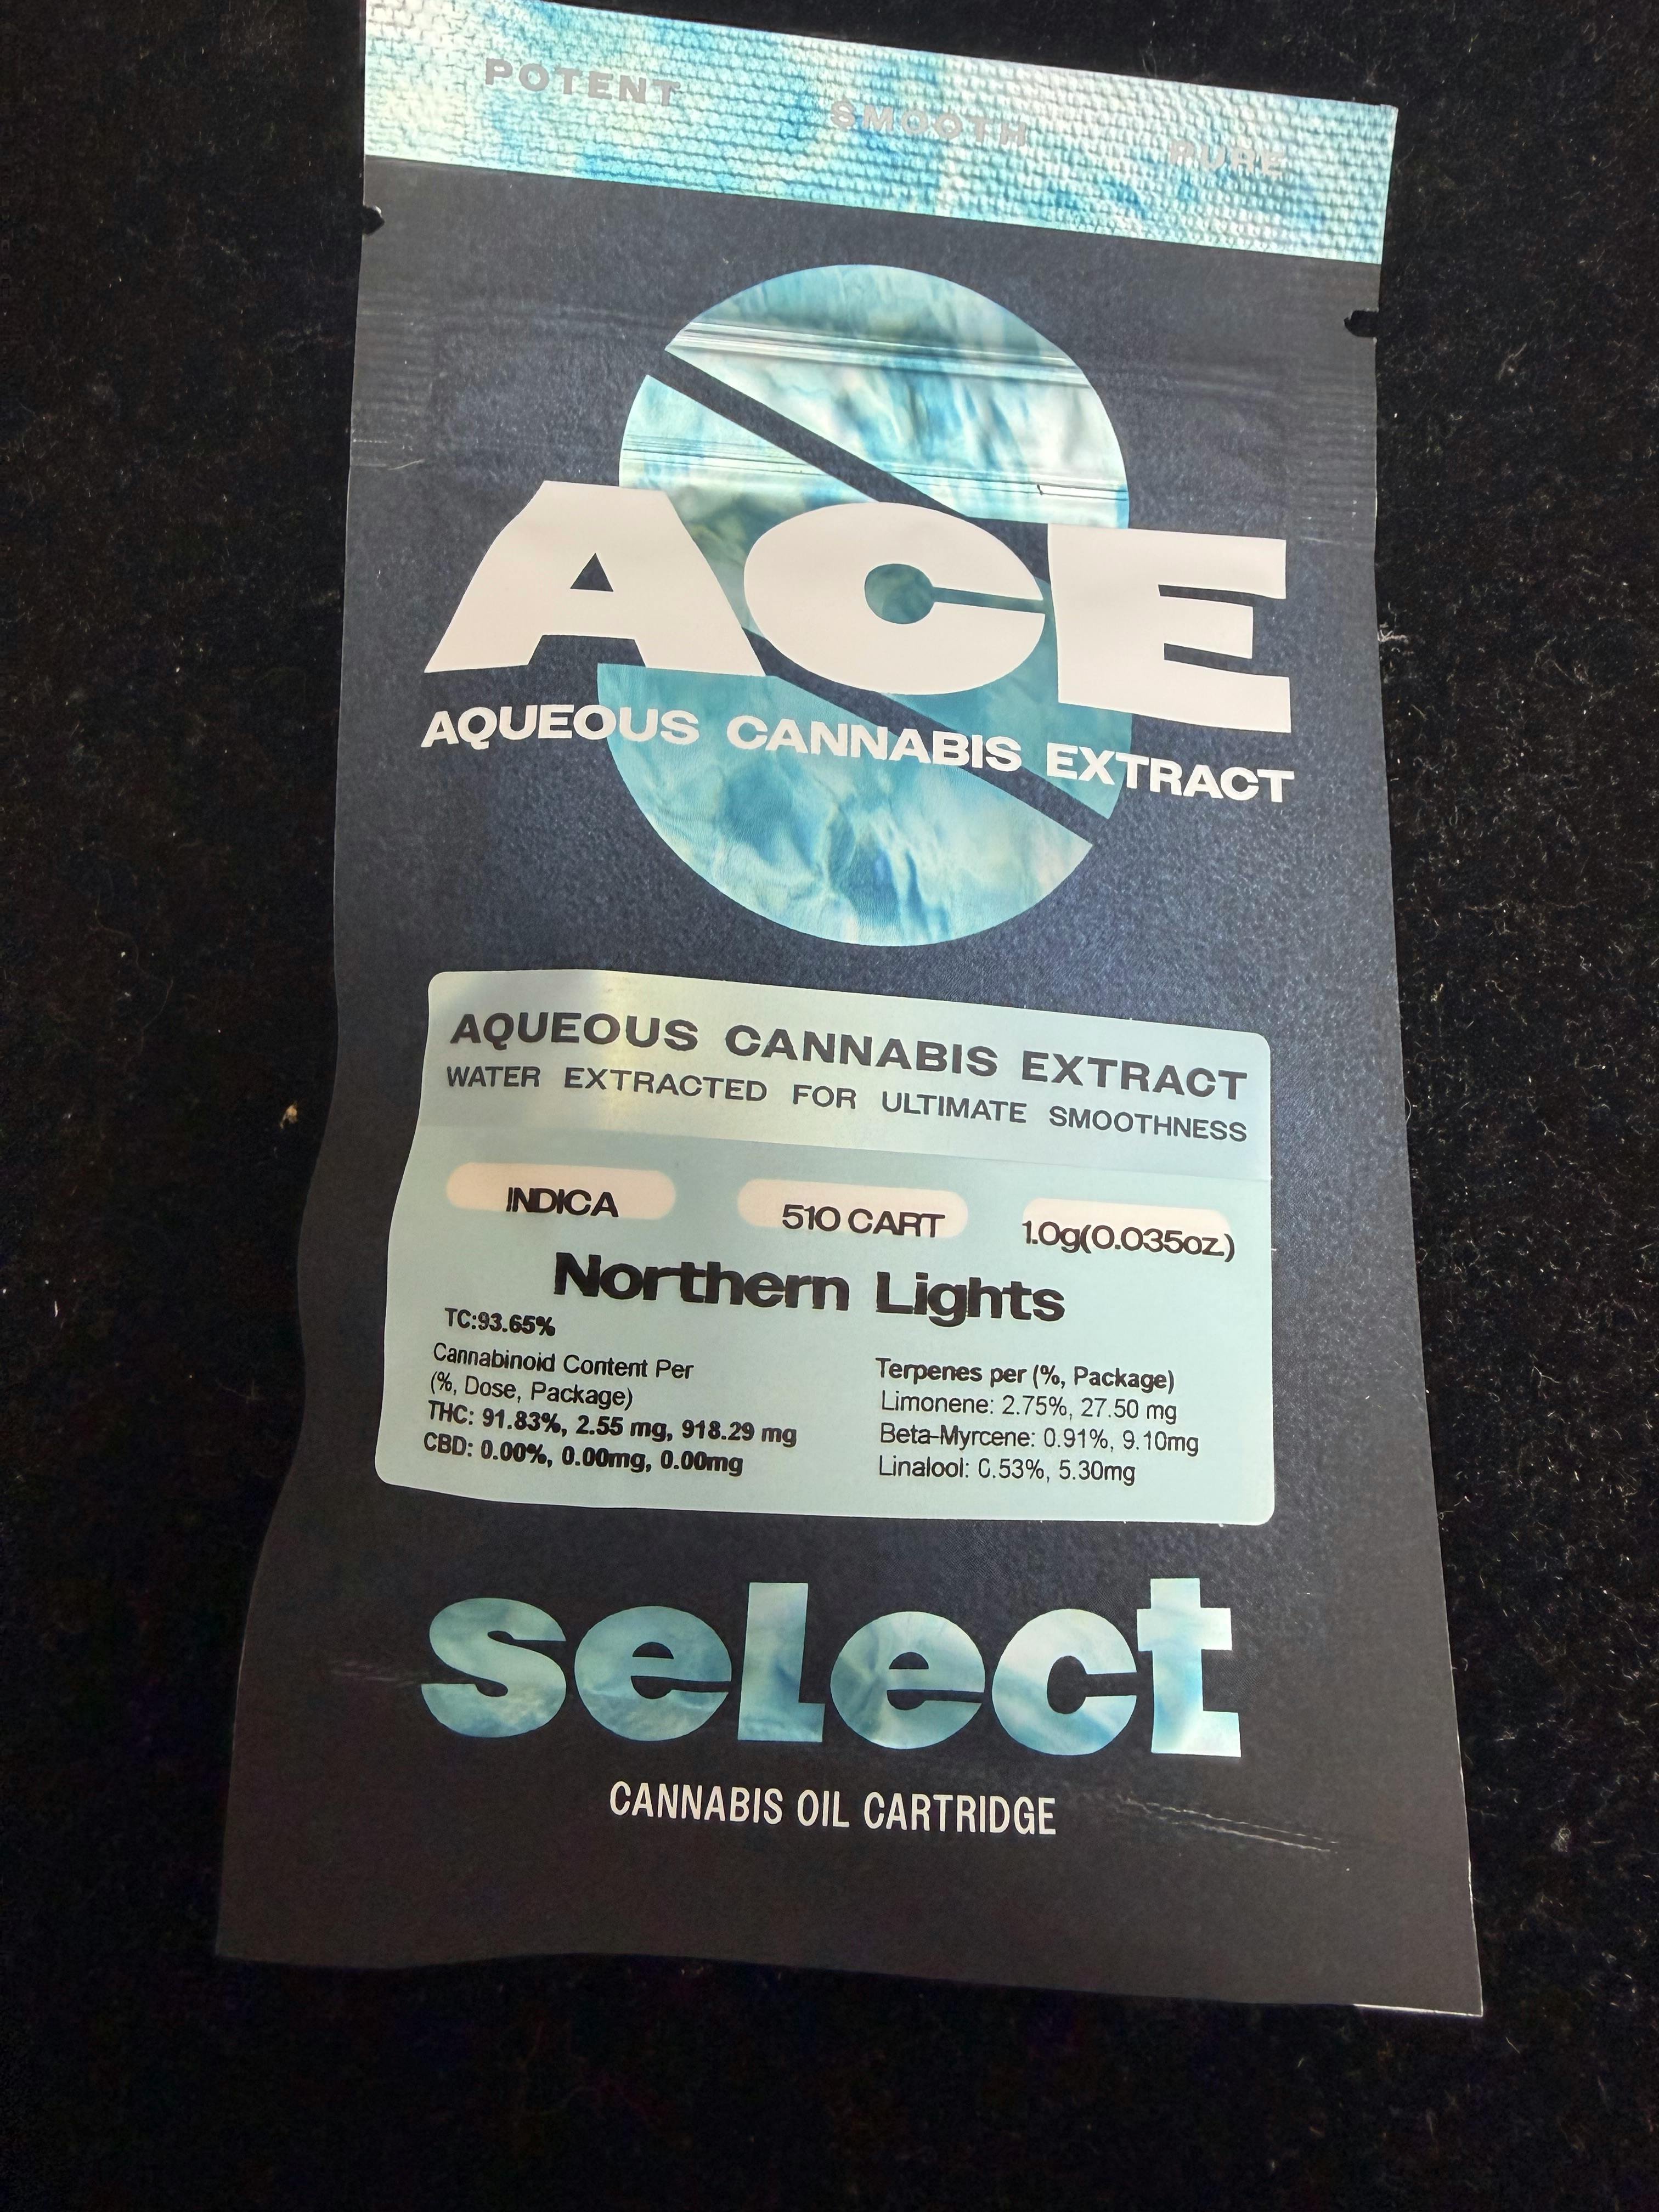 POTENT SMOOTH PURE
ACE
AQUEOUS CANNABIS EXTRACT
AQUEOUS CANNABIS EXTRACT
WATER EXTRACTED FOR ULTIMATE SMOOTHNESS
INDICA 510 CART 1.0g(0.035oz.)
Northern Lights
TC:93.65%
Cannabinoid Content Per
(%, Dose, Package)
THC: 91.83%, 2.55 mg, 918.29 mg
CBD: 0.00%, 0.00mg, 0.00mg
Terpenes per (%, Package)
Limonene: 2.75%, 27.50 mg
Beta-Myrcene: 0.91%, 9.10mg
Linalool: 0.53%, 5.30mg
select
CANNABIS OIL CARTRIDGE